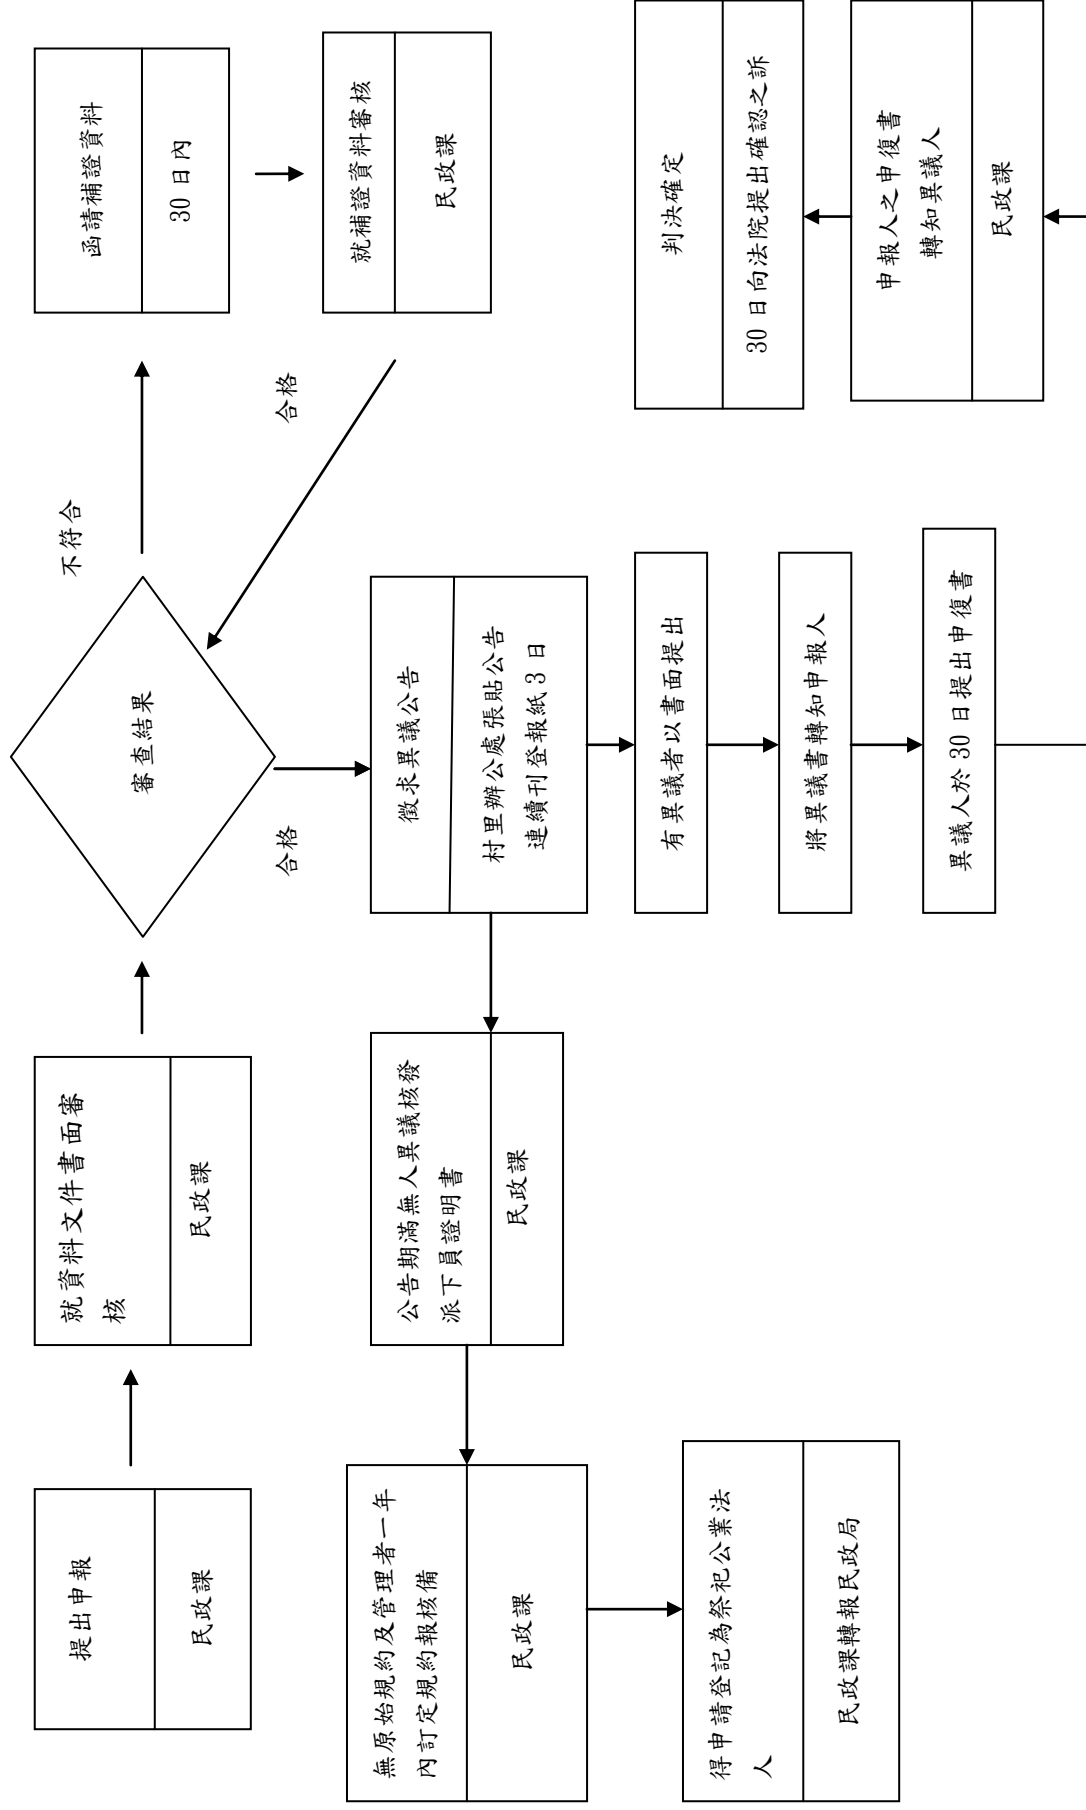 提出申報
民政課
就資料文件書面審
核
民政課
審查結果
不符合
函請補證資料
30 日內
就補證資料審核
民政課
合格
合格
徵求異議公告
村里辦公處張貼公告
連續刊登報紙 3 日
公告期滿無人異議核發
派下員證明書
民政課
無原始規約及管理者一年
內訂定規約報核備
民政課
得申請登記為祭祀公業法
人
民政課轉報民政局
有異議者以書面提出
將異議書轉知申報人
異議人於 30 日提出申復書
申報人之申復書
轉知異議人
民政課
判決確定
30 日向法院提出確認之訴